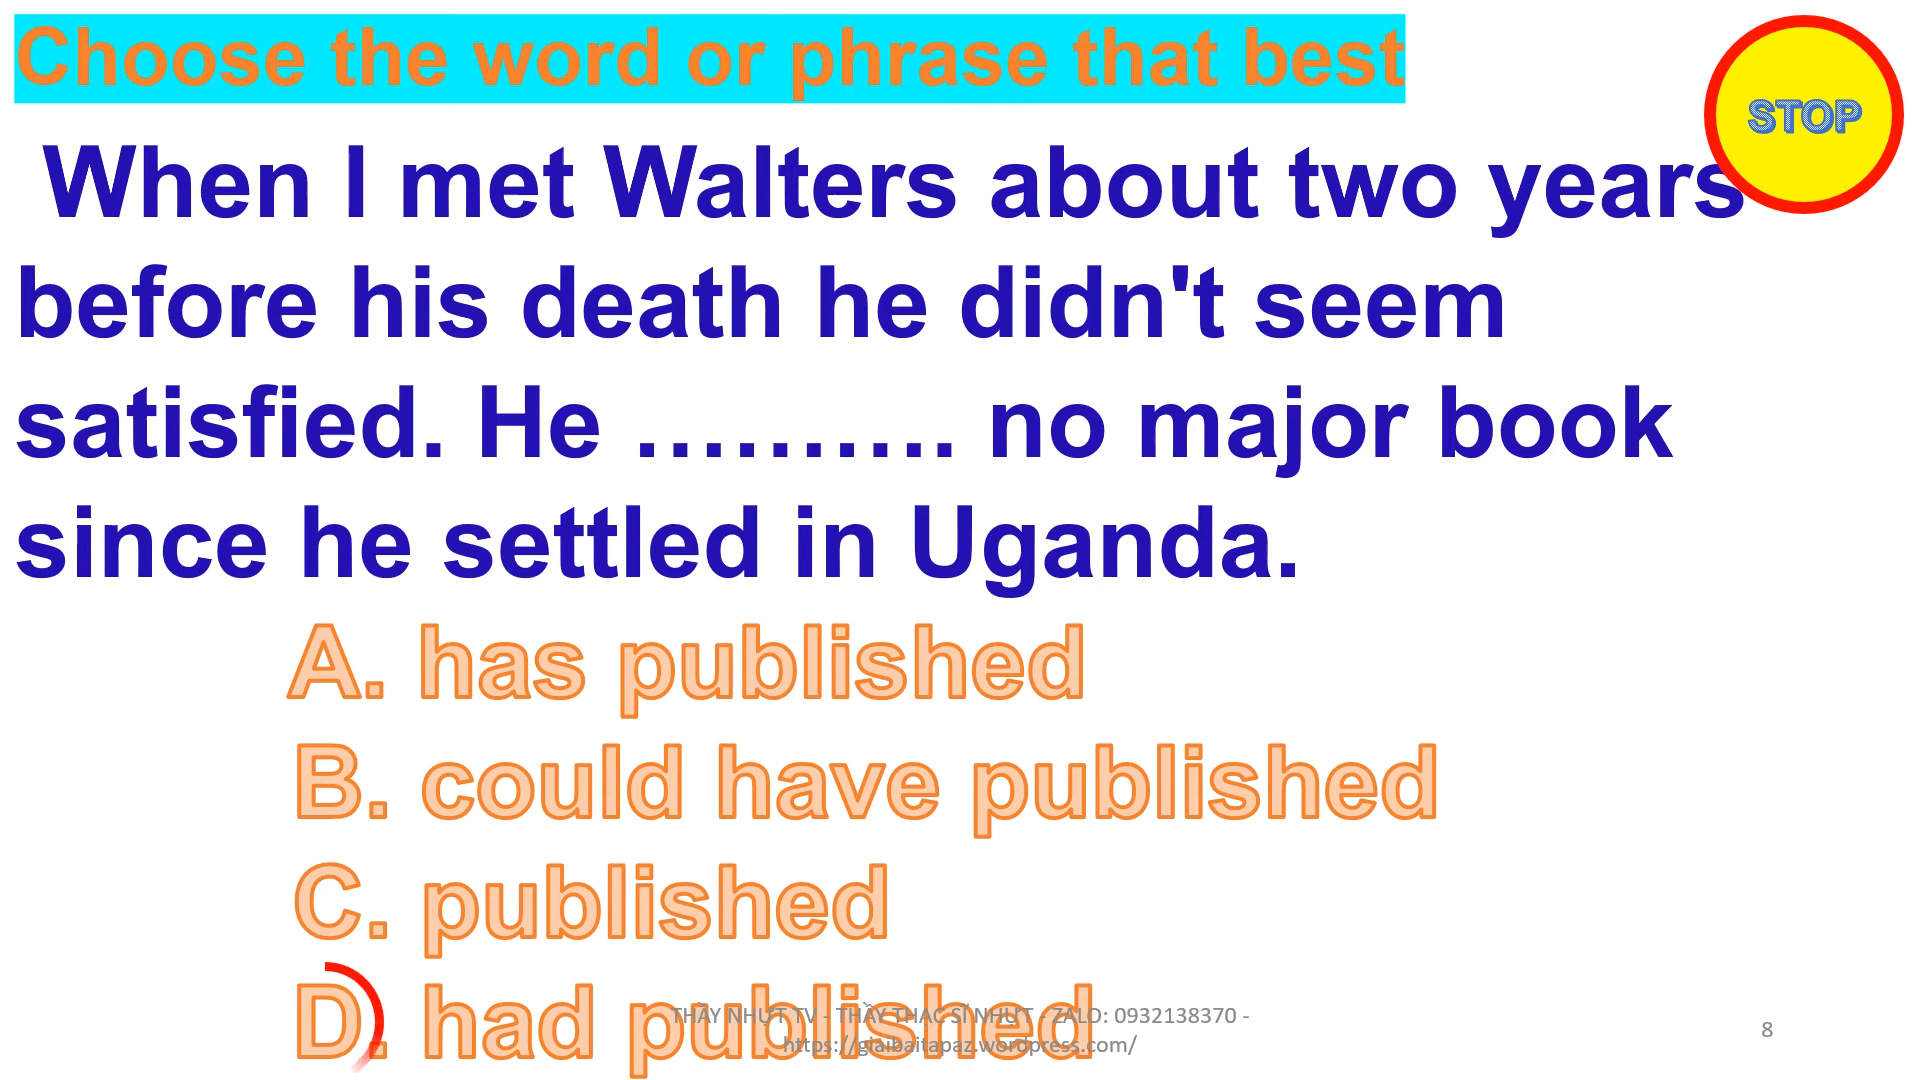 Choose the word or phrase that best
STOP
When I met Walters about two years
before his death he didn't seem
satisfied. He ………. no major book
since he settled in Uganda.
A. has published
B. could have published
C. published
D. had published
THẦY NHỰT TV - THẦY THẠC SĨ NHỰT - ZALO: 0932138370 -
https://giaibaitapaz.wordpress.com/
8